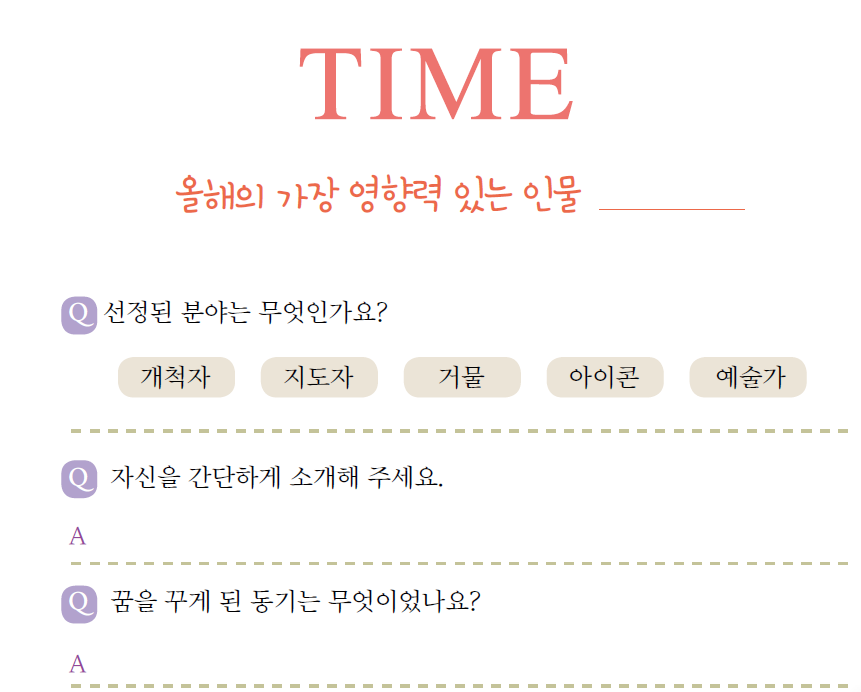 TIME
올해의 가장 영향력 있는 인물
Q 선정된 분야는 무엇인가요?
개척자 지도자 거물 아이콘 예술가
Q 자신을 간단하게 소개해 주세요.
A
Q 꿈을 꾸게 된 동기는 무엇이었나요?
A